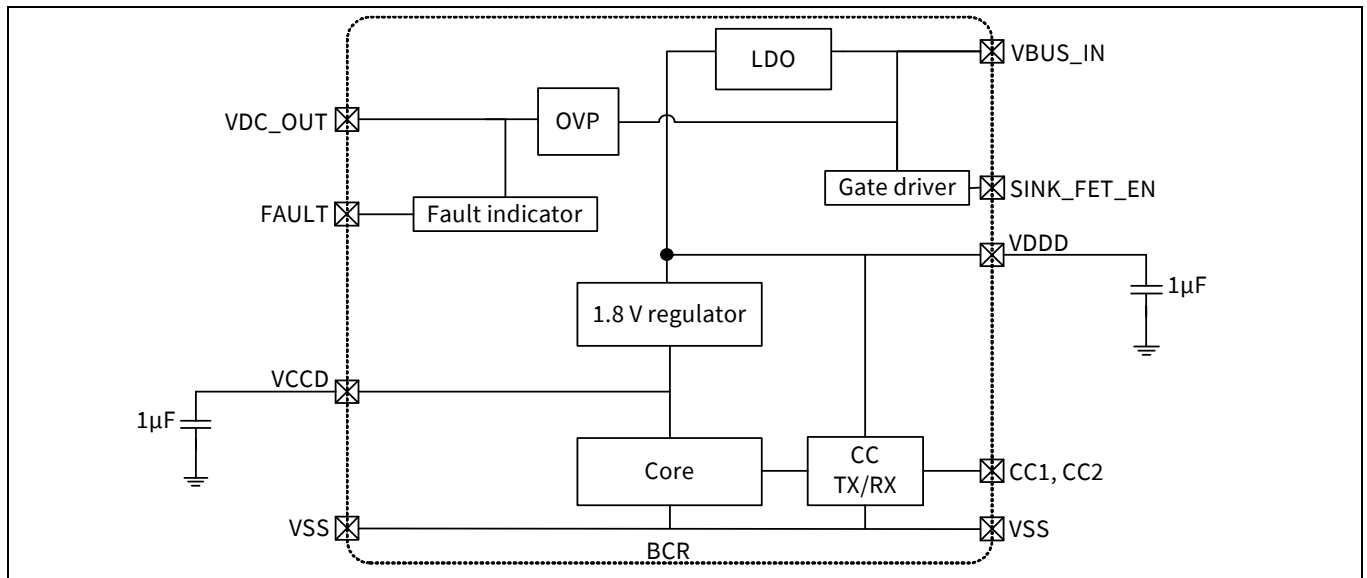 LDO
VBUS_IN
VDC_OUT
OVP
Gate driver
SINK_FET_EN
FAULT
Fault indicator
VDDD
1µF
1.8 V regulator
VCCD
1µF
Core
CC
TX/RX
CC1, CC2
VSS
VSS
BCR